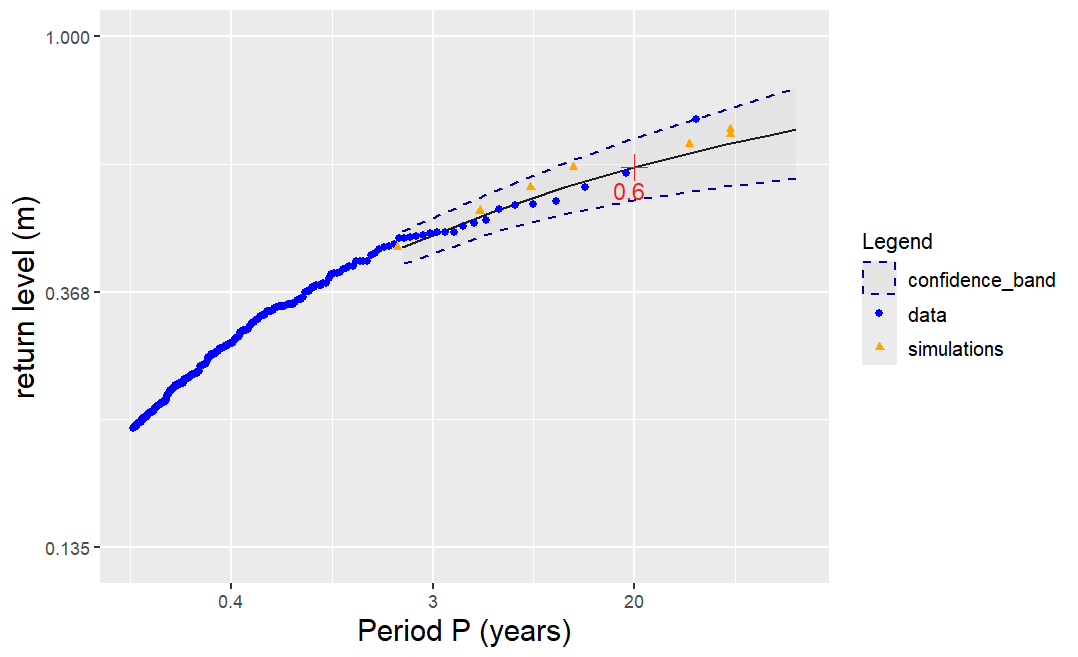 return level (m)
1.000
0.368
0.135
0.6
0.4
3
20
Period P (years)
Legend
confidence_band
data
simulations